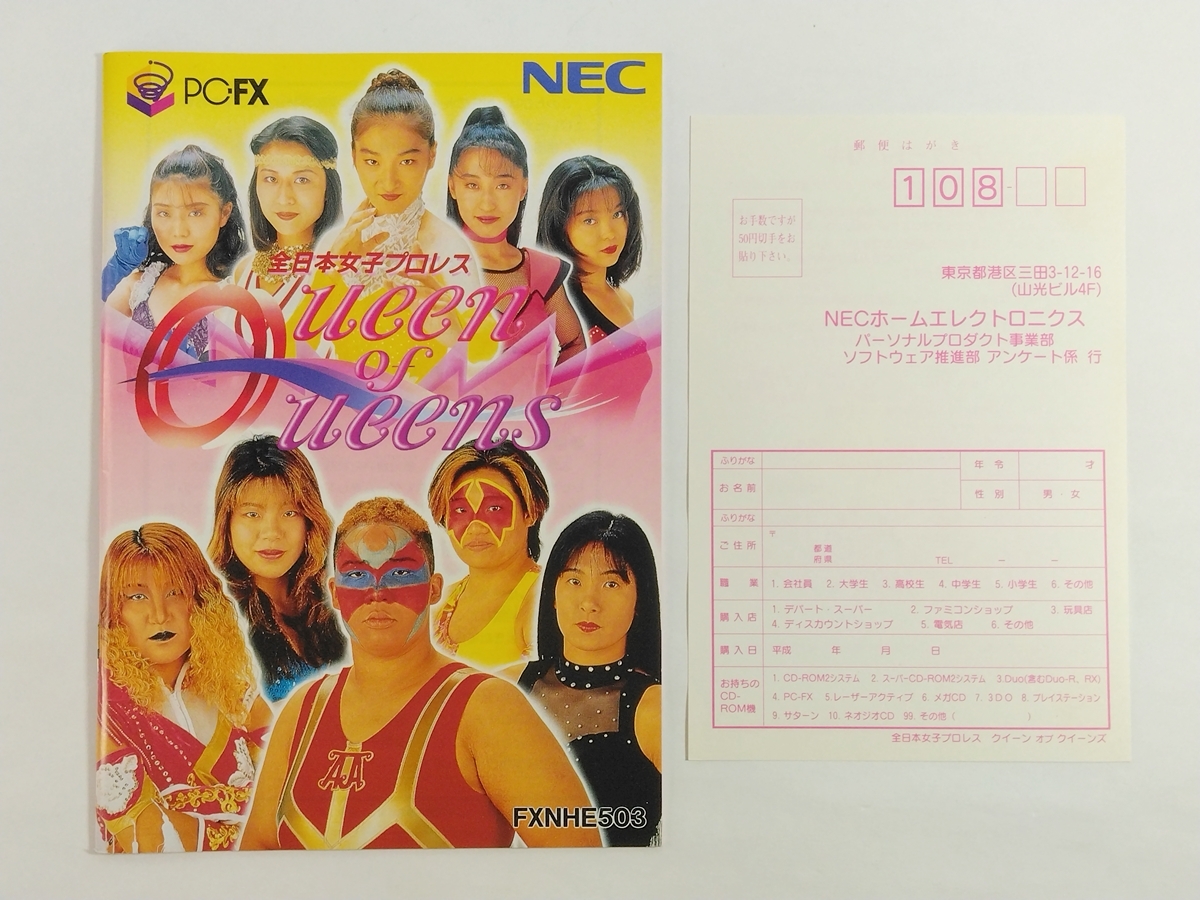 PC-FX
NEC
全日本女子プロレス
Queen
of
Queens
AA
FXNHE503
郵便はがき
108-
お手数ですが
50円切手をお
貼り下さい。
東京都港区三田3-12-16
(山光ビル4F)
NECホームエレクトロニクス
パーソナルプロダクト事業部
ソフトウェア推進部 アンケート係 行
ふりがな
年令 才
お名前
性別 男・女
ふりがな
ご住所 〒
都道
府県 TEL － －
職業 1. 会社員 2. 大学生 3. 高校生 4. 中学生 5. 小学生 6. その他
購入店 1. デパート・スーパー 2. ファミコンショップ 3. 玩具店
4. ディスカウントショップ 5. 電気店 6. その他
購入日 平成 年 月 日
お持ちの
CD-
ROM機
1. CD-ROM2システム 2. スーパーCD-ROM2システム 3.Duo(含むDuo-R, RX)
4. PC-FX 5.レーザーアクティブ 6. メガCD 7. 3DO 8. プレイステーション
9. サターン 10. ネオジオCD 99. その他 ( )
全日本女子プロレス クイーン オブ クイーンズ